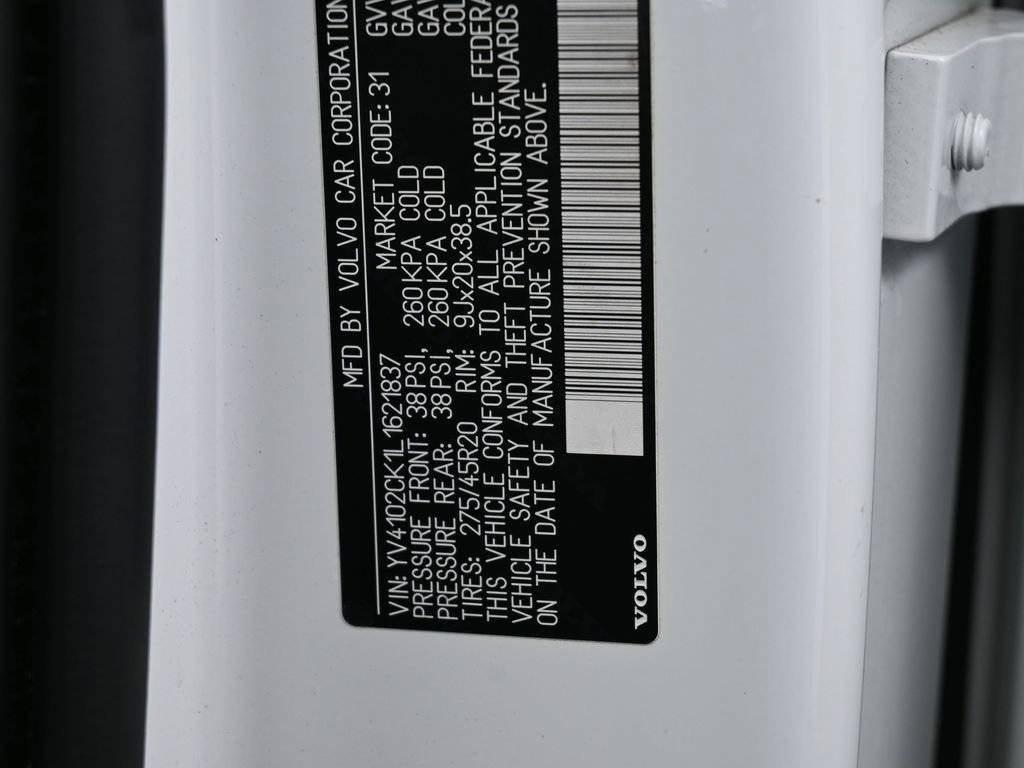 MFD BY VOLVO CAR CORPORATION
VIN: YV4102CK1L1621837 MARKET CODE: 31
PRESSURE FRONT: 38PSI, 260KPA COLD
PRESSURE REAR: 38PSI, 260KPA COLD
TIRES: 275/45R20 RIM: 9Jx20x38.5
THIS VEHICLE CONFORMS TO ALL APPLICABLE
VEHICLE SAFETY AND THEFT PREVENTION STANDARDS
ON THE DATE OF MANUFACTURE SHOWN ABOVE.
VOLVO